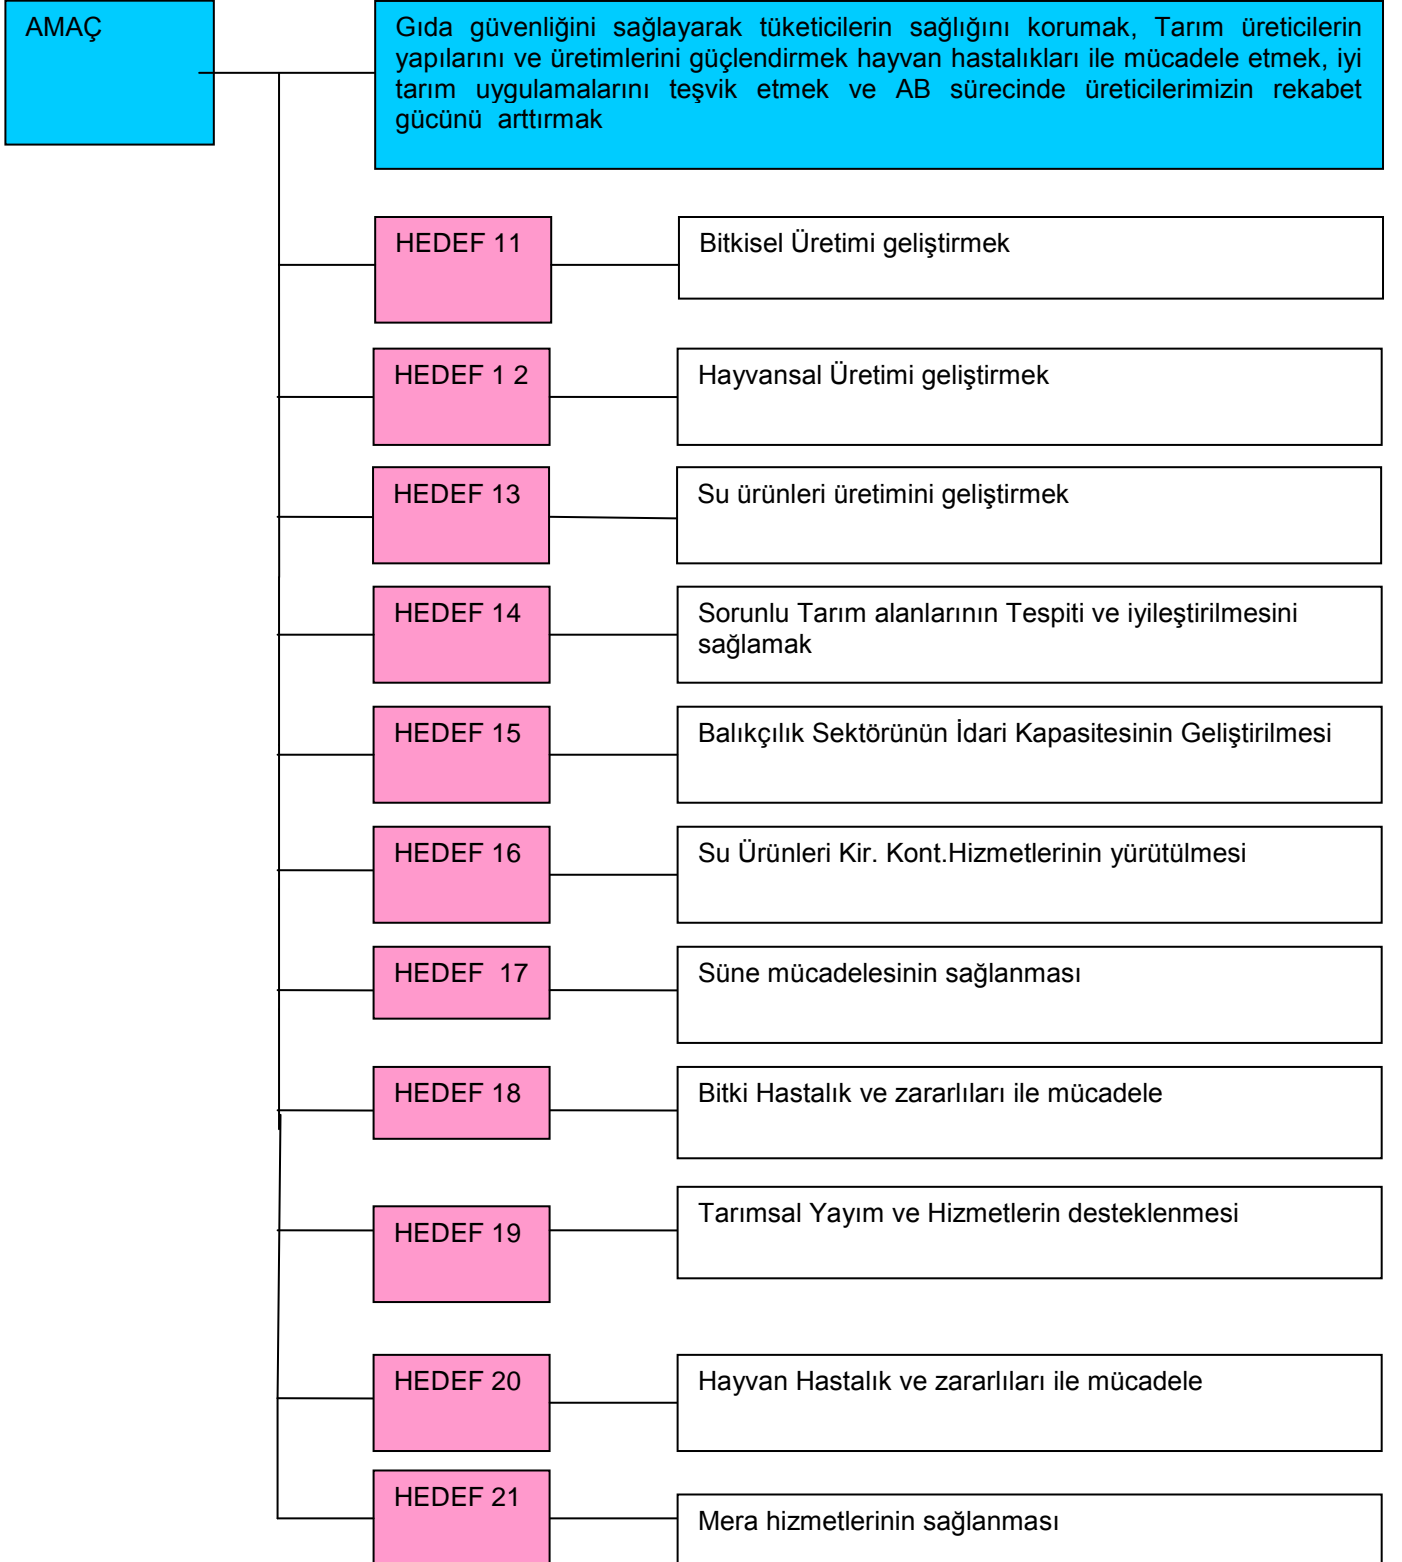 AMAÇ
Gıda güvenliğini sağlayarak tüketicilerin sağlığını korumak, Tarım üreticilerin
yapılarını ve üretimlerini güçlendirmek hayvan hastalıkları ile mücadele etmek, iyi
tarım uygulamalarını teşvik etmek ve AB sürecinde üreticilerimizin rekabet
gücünü arttırmak
HEDEF 11
Bitkisel Üretimi geliştirmek
HEDEF 1 2
Hayvansal Üretimi geliştirmek
HEDEF 13
Su ürünleri üretimini geliştirmek
HEDEF 14
Sorunlu Tarım alanlarının Tespiti ve iyileştirilmesini
sağlamak
HEDEF 15
Balıkçılık Sektörünün İdari Kapasitesinin Geliştirilmesi
HEDEF 16
Su Ürünleri Kir. Kont.Hizmetlerinin yürütülmesi
HEDEF 17
Süne mücadelesinin sağlanması
HEDEF 18
Bitki Hastalık ve zararlıları ile mücadele
HEDEF 19
Tarımsal Yayım ve Hizmetlerin desteklenmesi
HEDEF 20
Hayvan Hastalık ve zararlıları ile mücadele
HEDEF 21
Mera hizmetlerinin sağlanması